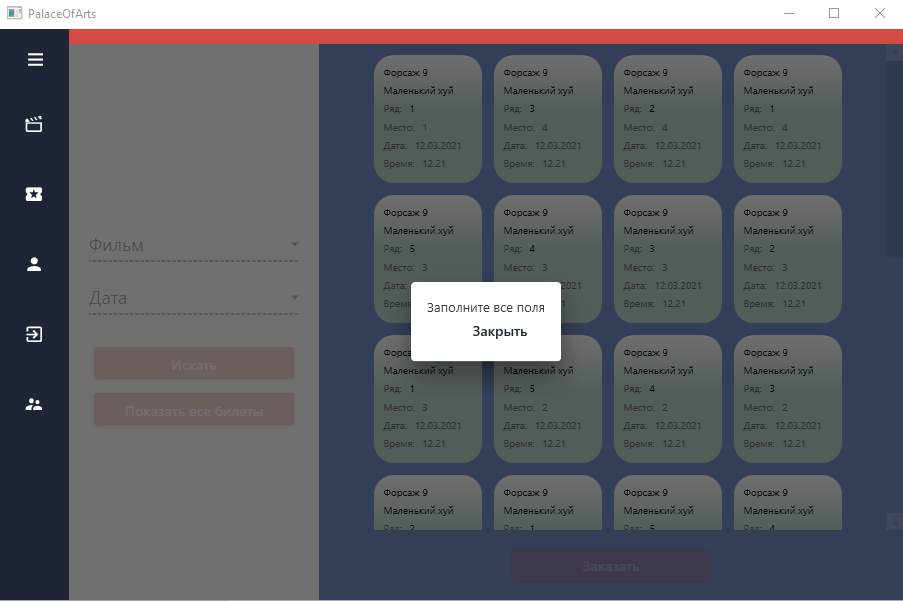 PalaceOfArts
Фильм
Дата
Искать
Показать все билеты
Форсаж 9
Маленький хуй
Ряд: 1
Место: 1
Дата: 12.03.2021
Время: 12.21
Форсаж 9
Маленький хуй
Ряд: 3
Место: 4
Дата: 12.03.2021
Время: 12.21
Форсаж 9
Маленький хуй
Ряд: 2
Место: 4
Дата: 12.03.2021
Время: 12.21
Форсаж 9
Маленький хуй
Ряд: 1
Место: 4
Дата: 12.03.2021
Время: 12.21
Форсаж 9
Маленький хуй
Ряд: 5
Место: 3
Дата:
Форсаж 9
Маленький хуй
Ряд: 4
Место: 3
Форсаж 9
Маленький хуй
Ряд: 3
Место: 3
Дата: 12.03.2021
Время: 12.21
Форсаж 9
Маленький хуй
Ряд: 2
Место: 3
Дата: 12.03.2021
Время: 12.21
Заполните все поля
Закрыть
Маленький хуй
Ряд: 1
Место: 3
Дата: 12.03.2021
Время: 12.21
Маленький хуй
Ряд: 5
Место: 2
Дата: 12.03.2021
Время: 12.21
Форсаж 9
Маленький хуй
Ряд: 4
Место: 2
Дата: 12.03.2021
Время: 12.21
Форсаж 9
Маленький хуй
Ряд: 3
Место: 2
Дата: 12.03.2021
Время: 12.21
Форсаж 9
Маленький хуй
Ряд: 2
Форсаж 9
Маленький хуй
Ряд: 1
Форсаж 9
Маленький хуй
Ряд: 5
Форсаж 9
Маленький хуй
Ряд: 4
Заказать